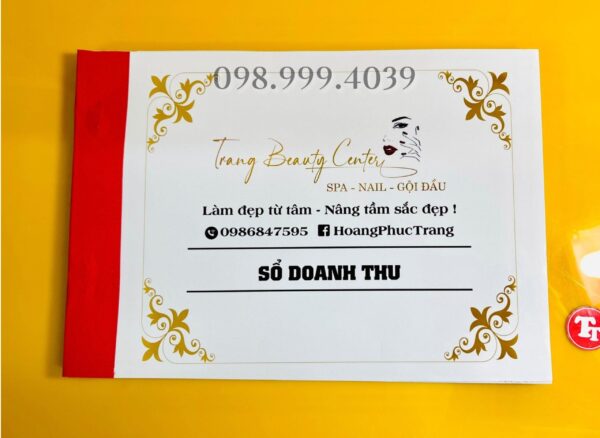 098.999.4039
Trang Beauty Center
SPA - NAIL - GỘI ĐẦU
Làm đẹp từ tâm - Nâng tầm sắc đẹp !
0986847595 HoangPhucTrang
SỔ DOANH THU
TT